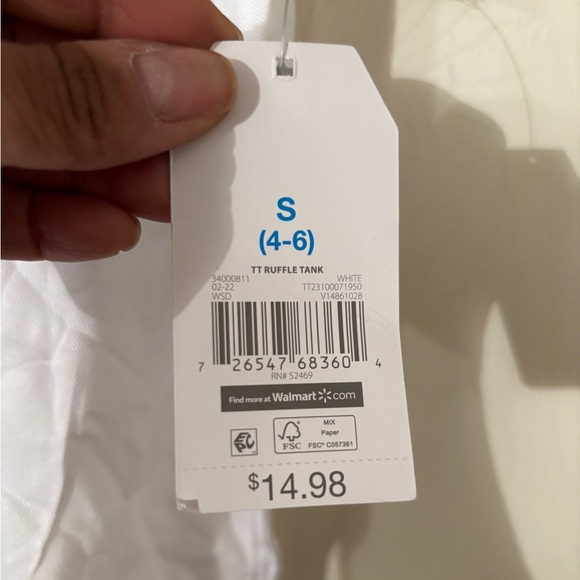 S
(4-6)
TT RUFFLE TANK
34000811 WHITE
02-22 TT23100071950
WSD V14861028
7 26547 68360 4
RN# 52469
Find more at Walmart.com
MIX
Paper
FSC FSC® C057361
$14.98